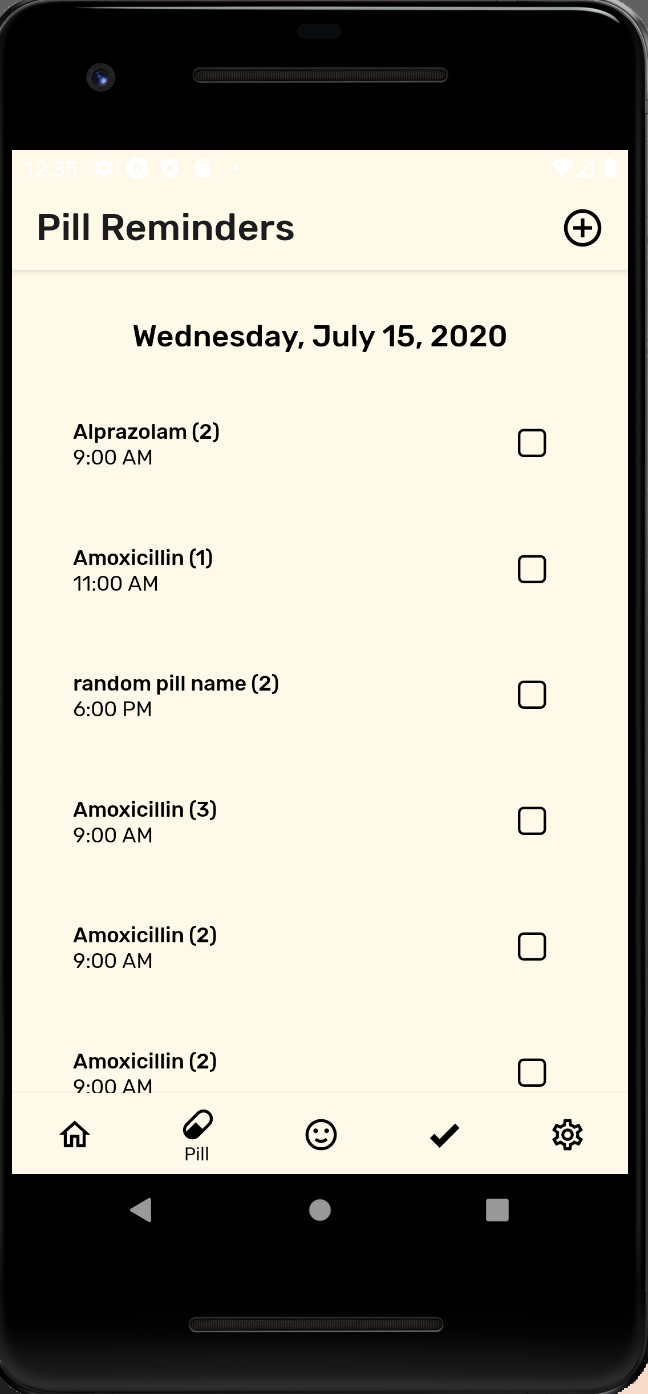 12:35
Pill Reminders
Wednesday, July 15, 2020
Alprazolam (2)
9:00 AM
Amoxicillin (1)
11:00 AM
random pill name (2)
6:00 PM
Amoxicillin (3)
9:00 AM
Amoxicillin (2)
9:00 AM
Amoxicillin (2)
9:00 AM
Pill